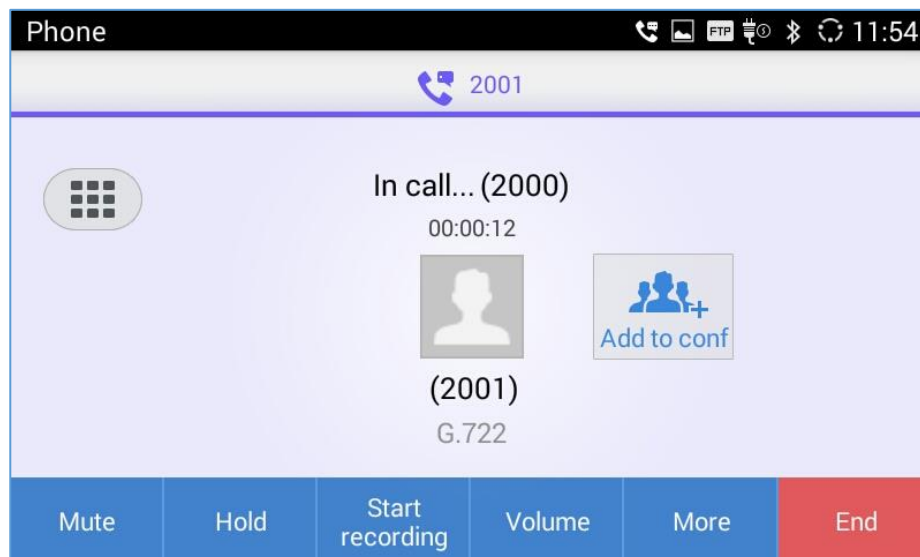 Phone
FTP
11:54
2001
In call... (2000)
00:00:12
Add to conf
(2001)
G.722
Mute
Hold
Start
recording
Volume
More
End